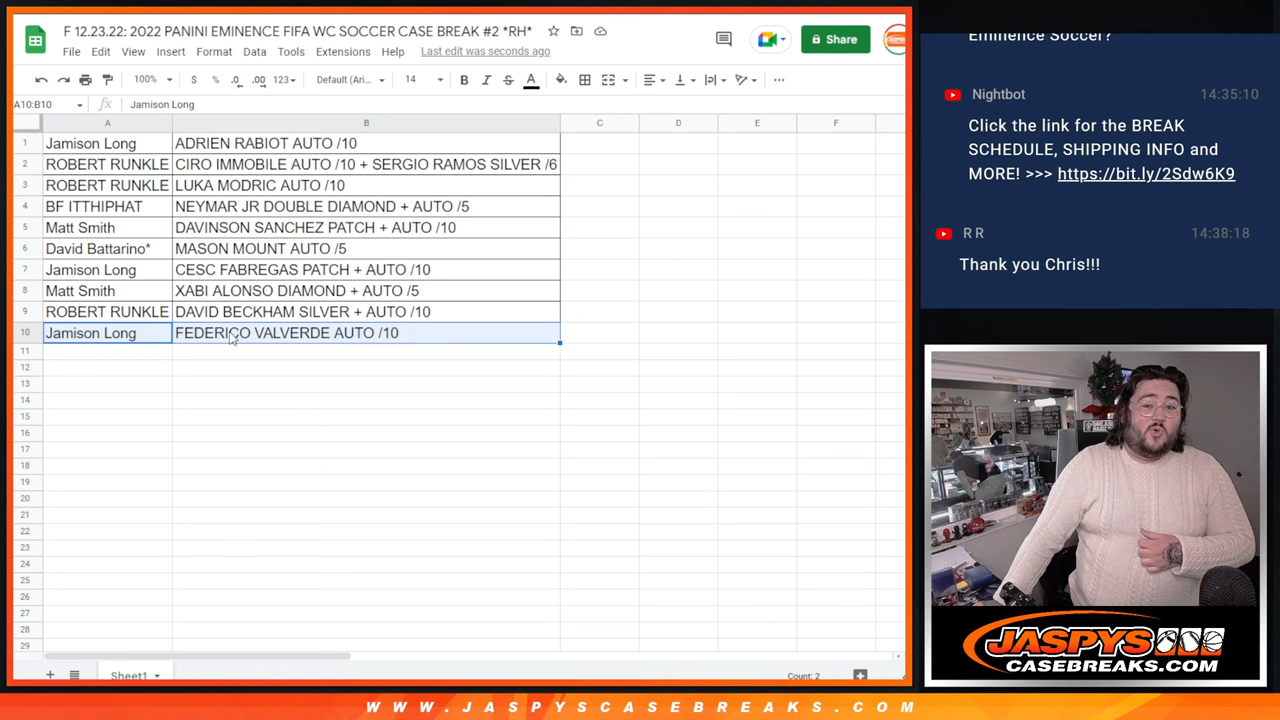 F 12.23.22: 2022 PANINI EMINENCE FIFA WC SOCCER CASE BREAK #2 *RH*
File Edit View Insert Format Data Tools Extensions Help Last edit was seconds ago
Share
100% $ % .0 .00 123 Default (Ari... 14 B I S A
A10:B10 fx Jamison Long
A B C D E F
1 Jamison Long ADRIEN RABIOT AUTO /10
2 ROBERT RUNKLE CIRO IMMOBILE AUTO /10 + SERGIO RAMOS SILVER /6
3 ROBERT RUNKLE LUKA MODRIC AUTO /10
4 BF ITTHIPHAT NEYMAR JR DOUBLE DIAMOND + AUTO /5
5 Matt Smith DAVINSON SANCHEZ PATCH + AUTO /10
6 David Battarino* MASON MOUNT AUTO /5
7 Jamison Long CESC FABREGAS PATCH + AUTO /10
8 Matt Smith XABI ALONSO DIAMOND + AUTO /5
9 ROBERT RUNKLE DAVID BECKHAM SILVER + AUTO /10
10 Jamison Long FEDERICO VALVERDE AUTO /10
11
12
13
14
15
16
17
18
19
20
21
22
23
24
25
26
27
28
29
Sheet1
Count: 2
Eminence Soccer?
Nightbot 14:35:10
Click the link for the BREAK
SCHEDULE, SHIPPING INFO and
MORE! >>> https://bit.ly/2Sdw6K9
R R 14:38:18
Thank you Chris!!!
JASPYS
CASEBREAKS.COM
WWW.JASPYSCASEBREAKS.COM